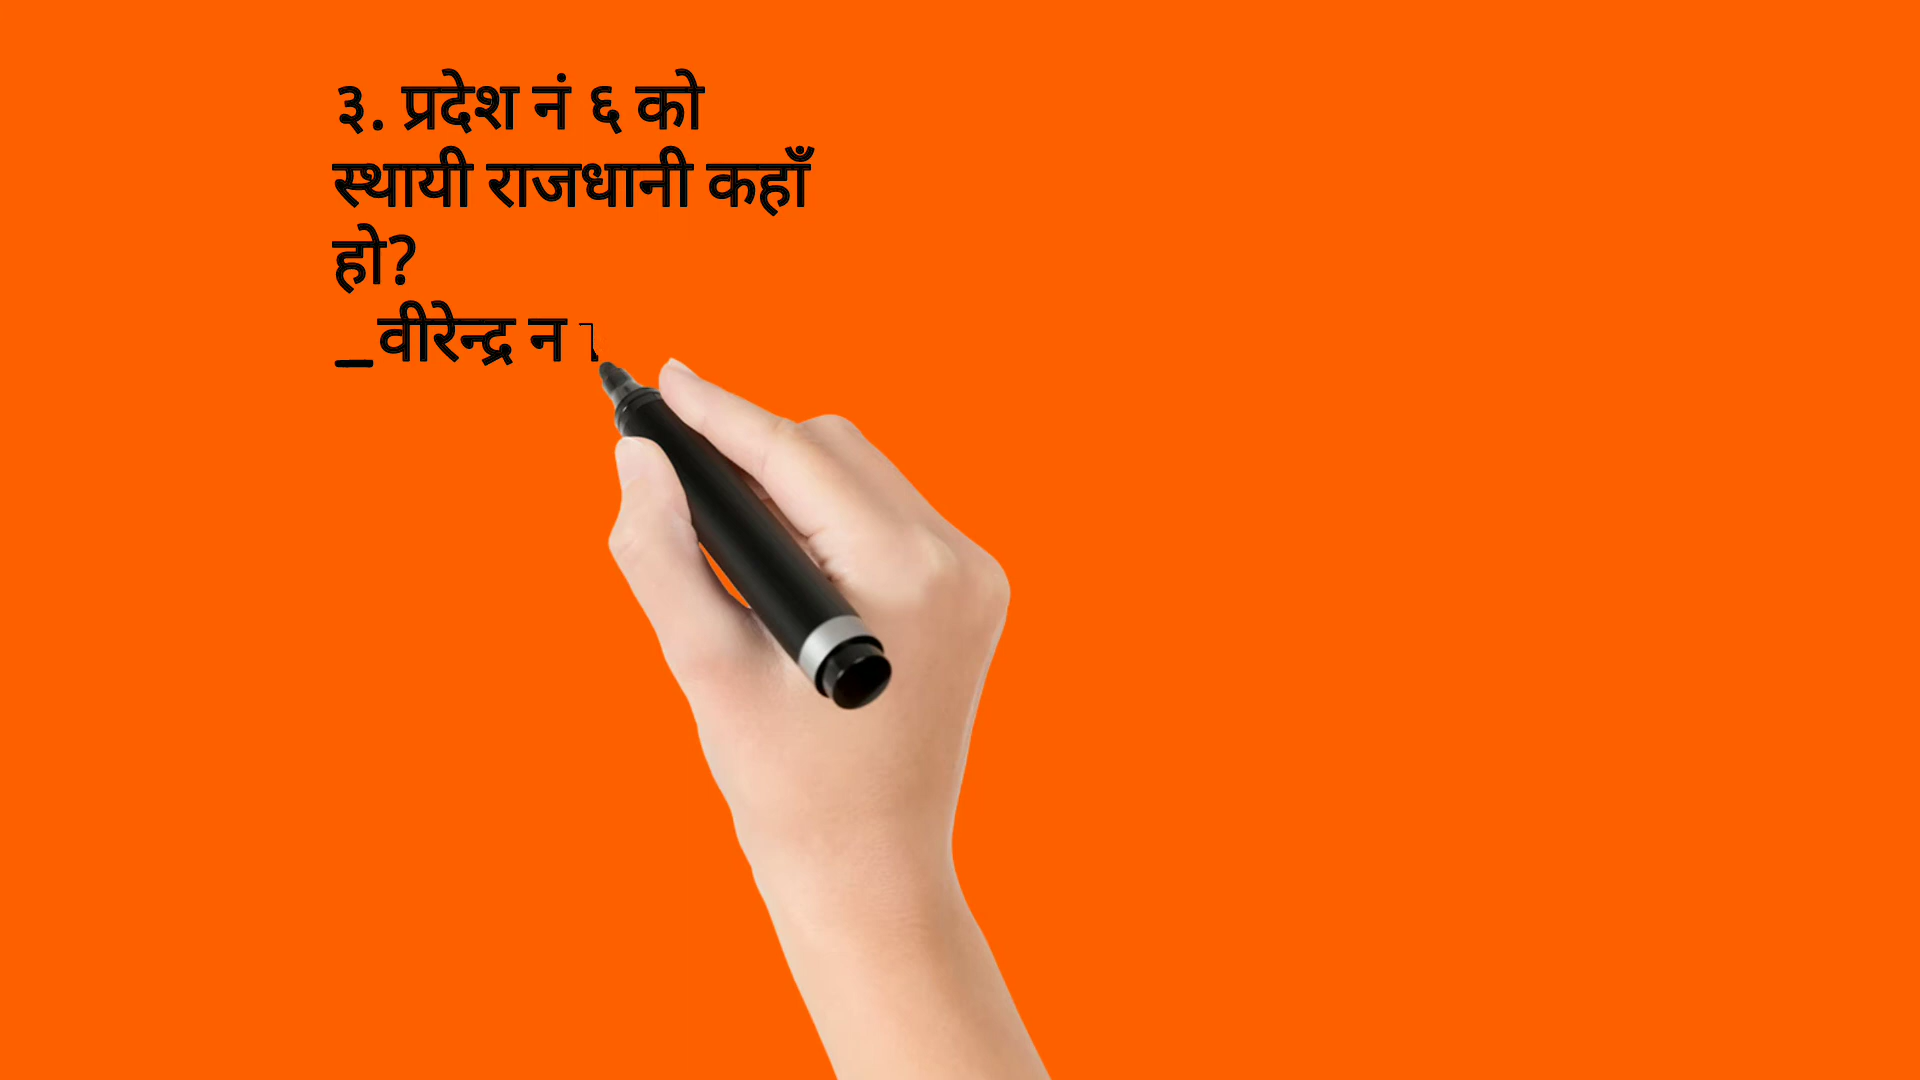 ३. प्रदेश नं ६ को
स्थायी राजधानी कहाँ
हो?
_वीरेन्द्र न